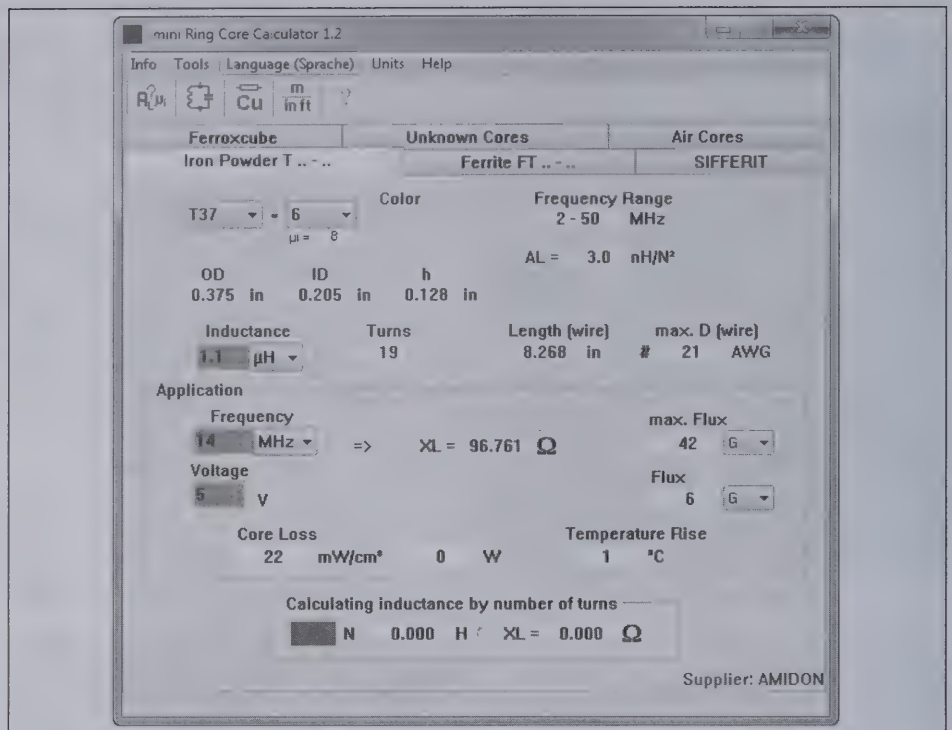 mini Ring Core Calculator 1.2
Info Tools Language (Sprache) Units Help
Cu m in ft ?
Ferroxcube Unknown Cores Air Cores
Iron Powder T .. - .. Ferrite FT .. - .. SIFFERIT
Color Frequency Range
T37 - 6 2 - 50 MHz
µi = 8
AL = 3.0 nH/N²
OD ID h
0.375 in 0.205 in 0.128 in
Inductance Turns Length (wire) max. D (wire)
1.1 µH 19 8.268 in # 21 AWG
Application
Frequency max. Flux
14 MHz => XL = 96.761 Ω 42 G
Voltage Flux
5 V 6 G
Core Loss Temperature Rise
22 mW/cm³ 0 W 1 °C
Calculating inductance by number of turns
N 0.000 H XL = 0.000 Ω
Supplier: AMIDON